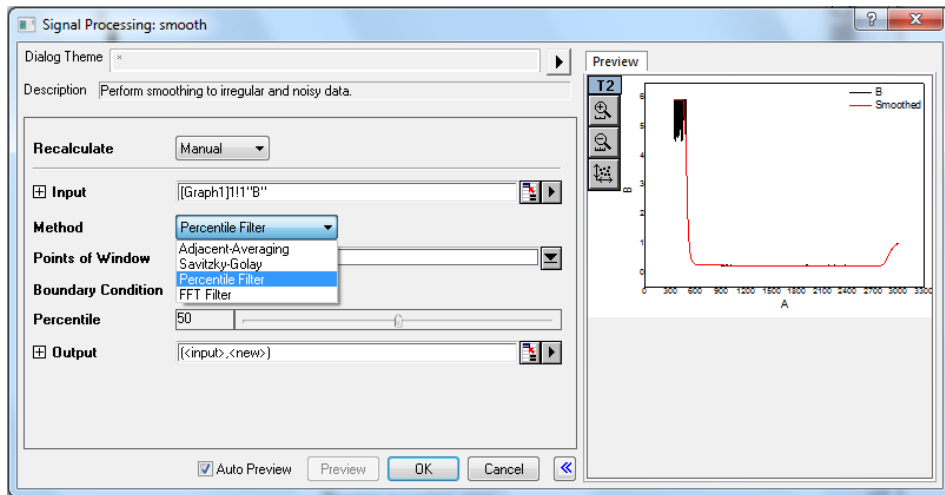 Signal Processing: smooth
Dialog Theme *
Description Perform smoothing to irregular and noisy data.
Recalculate Manual
Input [Graph1]1!1"B"
Method Percentile Filter
Adjacent-Averaging
Savitzky-Golay
Percentile Filter
FFT Filter
Points of Window
Boundary Condition
Percentile 50
Output (<input>,<new>)
Auto Preview Preview OK Cancel
Preview
T2
B
Smoothed
6
5
4
3
2
1
0
B
0 300 600 900 1200 1500 1800 2100 2400 2700 3000 3300
A